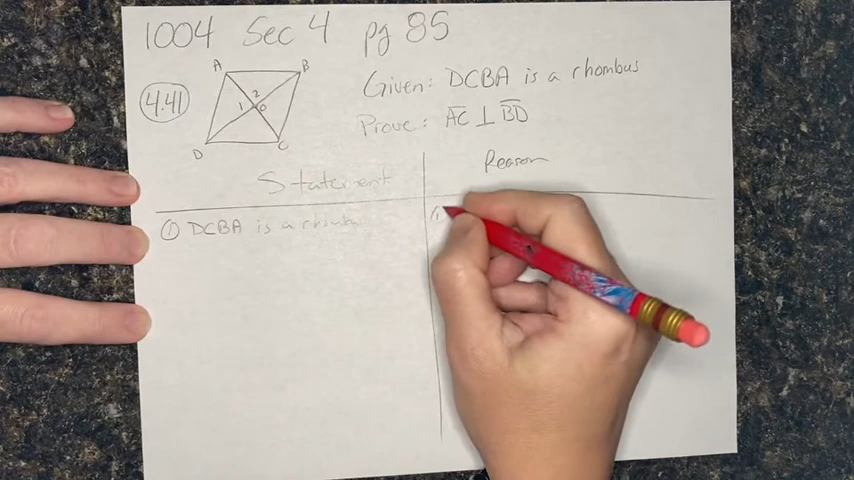 1004 Sec 4 pg 85
4.41
A B
Given: DCBA is a rhombus
2
1 O
Prove: AC ⊥ BD
D C
Statement Reason
① DCBA is a rhombus